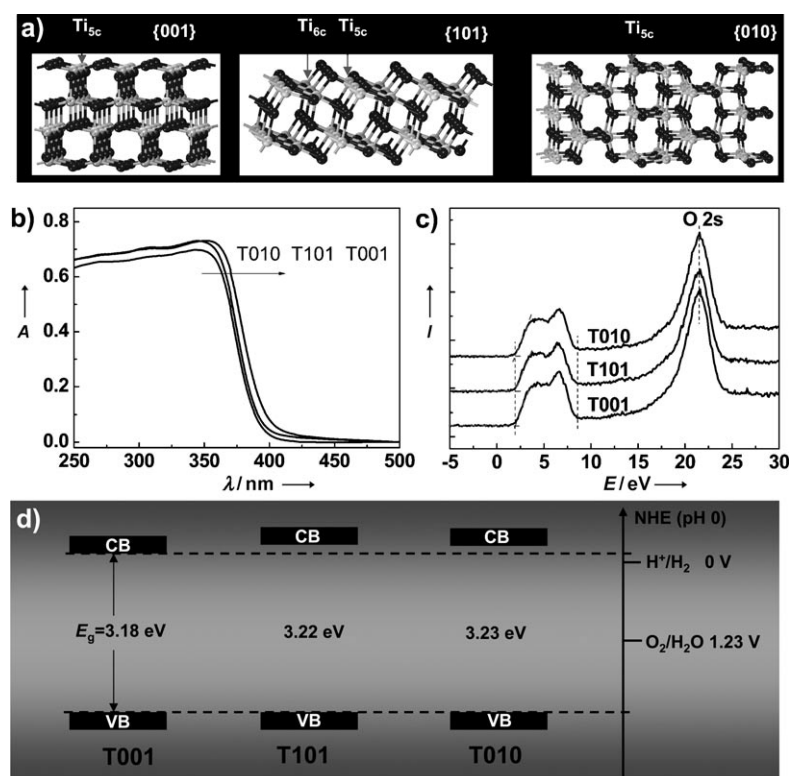 a) Ti5c {001} Ti6c Ti5c {101} Ti5c {010}
b)
0.8
0.6
0.4
0.2
0.0
A
T010 T101 T001
250 300 350 400 450 500
λ / nm
c)
O 2s
I
T010
T101
T001
-5 0 5 10 15 20 25 30
E / eV
d)
NHE (pH 0)
CB CB CB
H+/H2 0 V
Eg=3.18 eV 3.22 eV 3.23 eV
O2/H2O 1.23 V
VB VB VB
T001 T101 T010